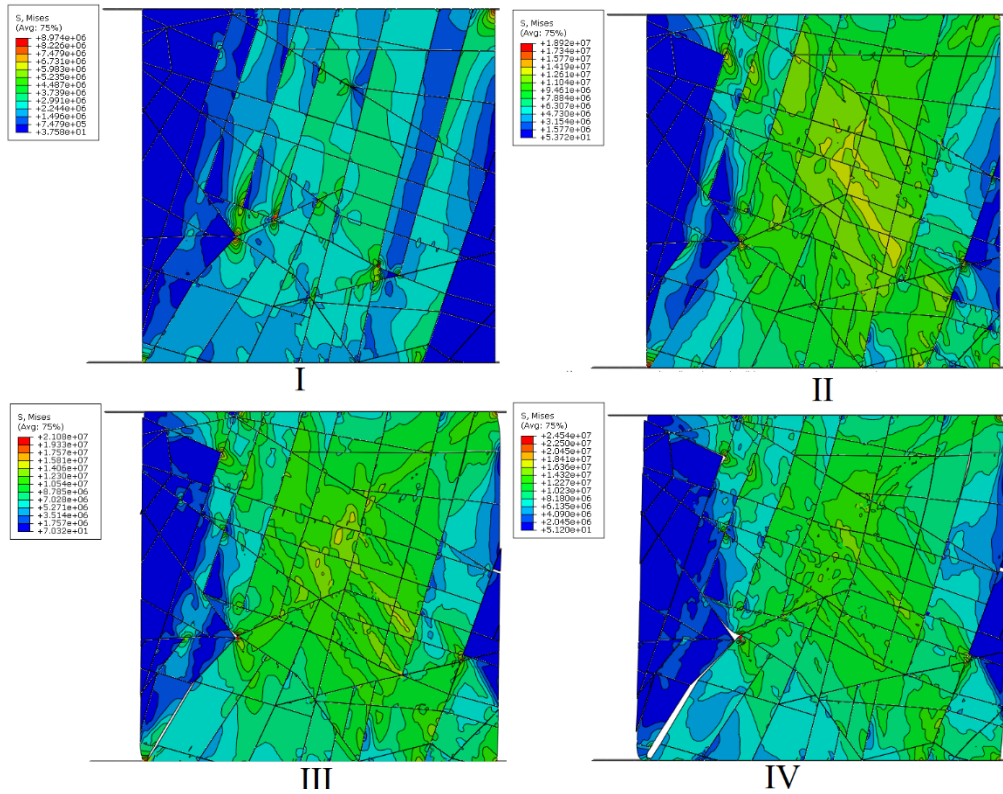 S, Mises
(Avg: 75%)
+8.974e+06
+8.226e+06
+7.479e+06
+6.731e+06
+5.983e+06
+5.235e+06
+4.487e+06
+3.739e+06
+2.991e+06
+2.244e+06
+1.496e+06
+7.479e+05
+3.758e+01
I
S, Mises
(Avg: 75%)
+1.892e+07
+1.734e+07
+1.577e+07
+1.419e+07
+1.261e+07
+1.104e+07
+9.461e+06
+7.884e+06
+6.307e+06
+4.730e+06
+3.154e+06
+1.577e+06
+5.372e+01
II
S, Mises
(Avg: 75%)
+2.108e+07
+1.933e+07
+1.757e+07
+1.581e+07
+1.406e+07
+1.230e+07
+1.054e+07
+8.785e+06
+7.028e+06
+5.271e+06
+3.514e+06
+1.757e+06
+7.032e+01
III
S, Mises
(Avg: 75%)
+2.454e+07
+2.250e+07
+2.045e+07
+1.841e+07
+1.636e+07
+1.432e+07
+1.227e+07
+1.023e+07
+8.180e+06
+6.135e+06
+4.090e+06
+2.045e+06
+5.120e+01
IV